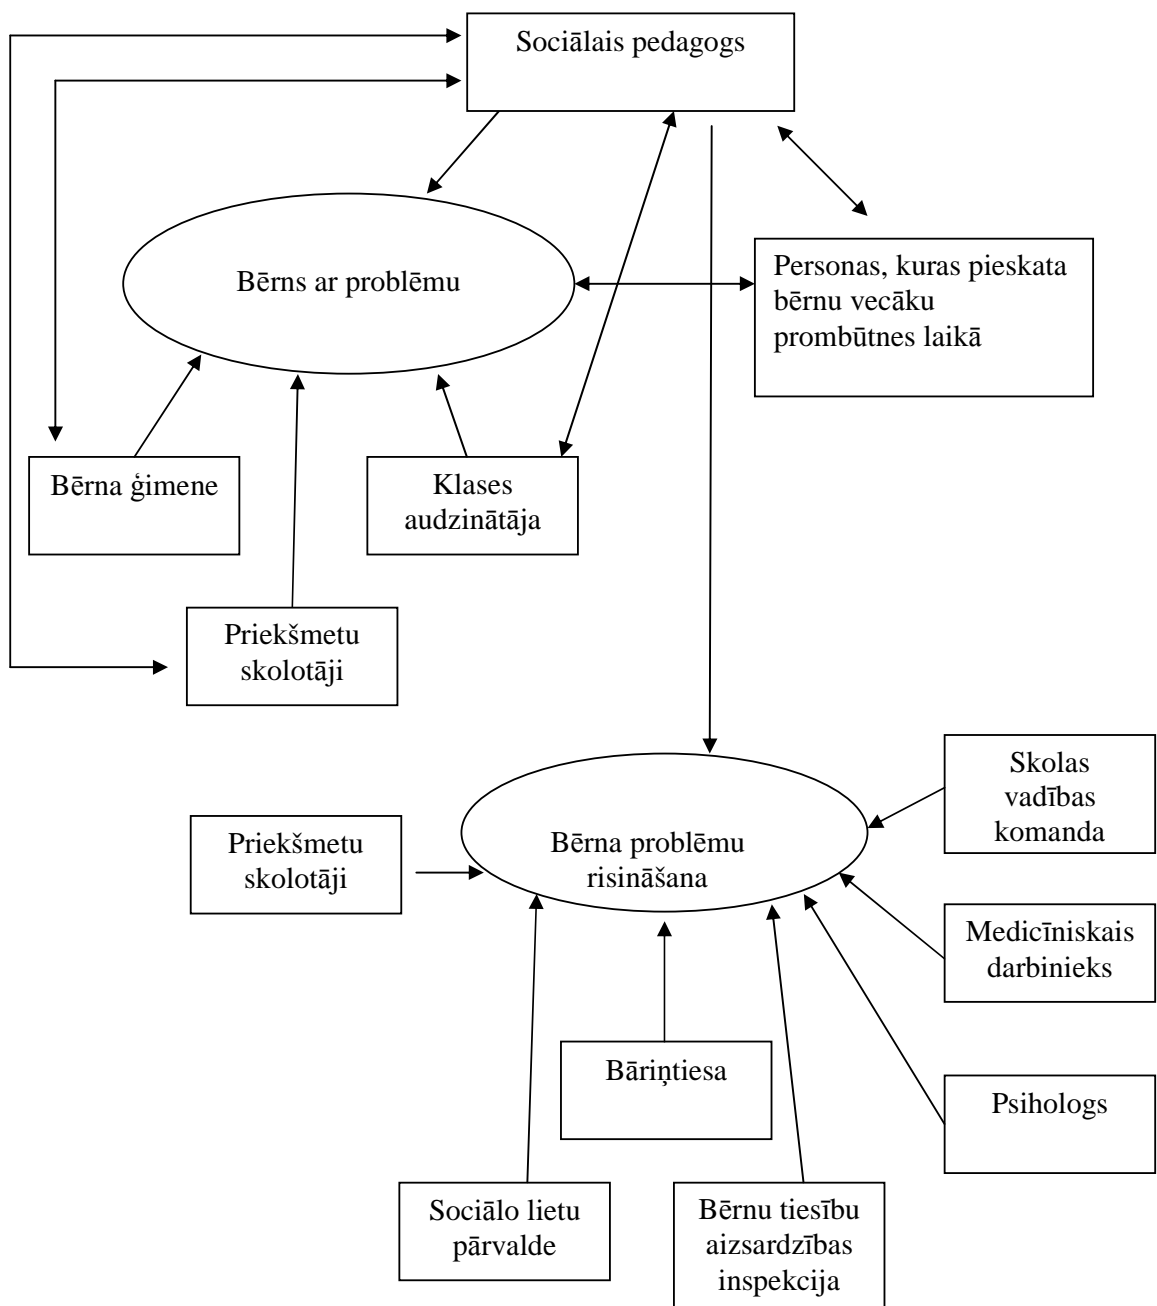 Sociālais pedagogs
Bērns ar problēmu
Personas, kuras pieskata
bērnu vecāku
prombūtnes laikā
Bērna ģimene
Klases
audzinātāja
Priekšmetu
skolotāji
Skolas
vadības
komanda
Priekšmetu
skolotāji
Bērna problēmu
risināšana
Medicīniskais
darbinieks
Bāriņtiesa
Psihologs
Sociālo lietu
pārvalde
Bērnu tiesību
aizsardzības
inspekcija